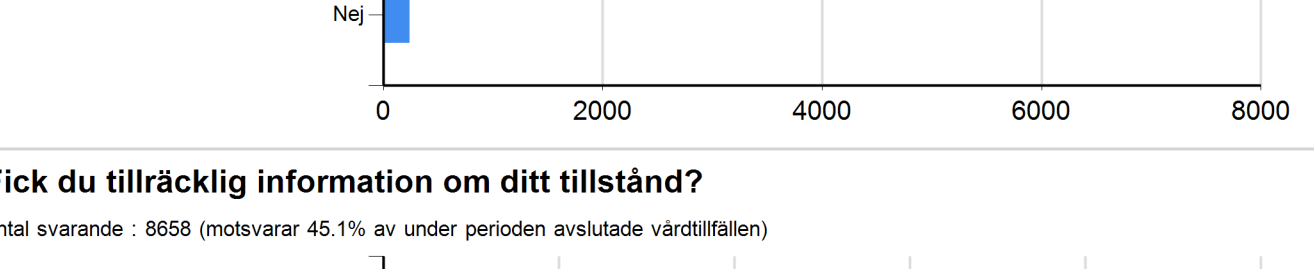 Nej
0 2000 4000 6000 8000
Fick du tillräcklig information om ditt tillstånd?
ntal svarande : 8658 (motsvarar 45.1% av under perioden avslutade vårdtillfällen)